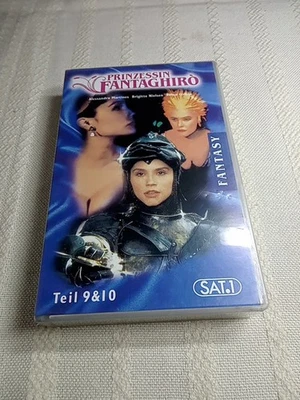 PRINZESSIN
FANTAGHIRÒ
Alessandra Martines Brigitte Nielsen
FANTASY
Teil 9&10
SAT.1